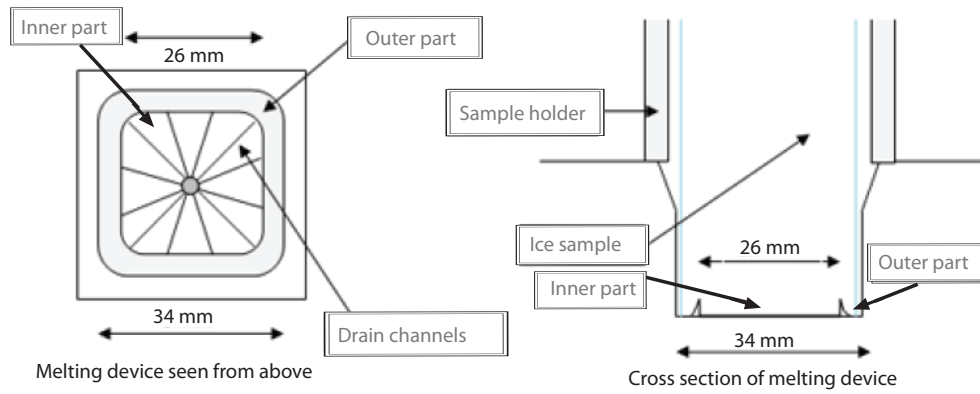 Inner part
26 mm
Outer part
34 mm
Drain channels
Melting device seen from above
Sample holder
Ice sample
26 mm
Inner part
Outer part
34 mm
Cross section of melting device